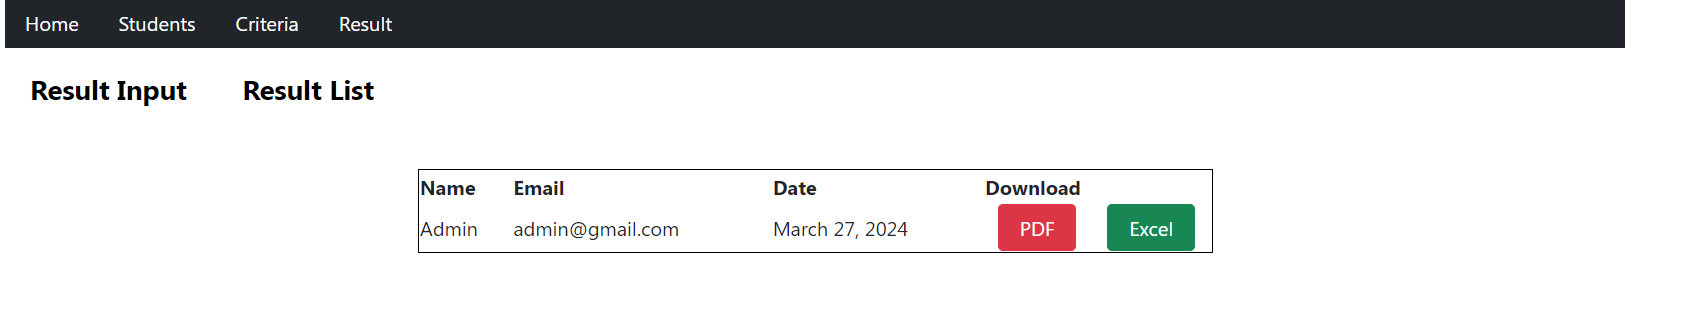 Home Students Criteria Result
Result Input Result List
Name Email Date Download
Admin admin@gmail.com March 27, 2024 PDF Excel